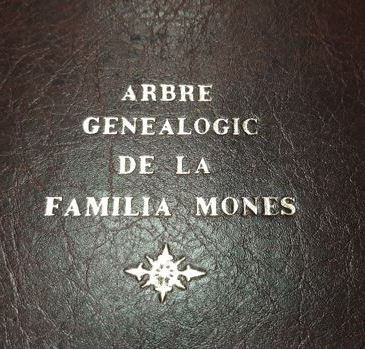 ARBRE
GENEALOGIC
DE LA
FAMILIA MONES